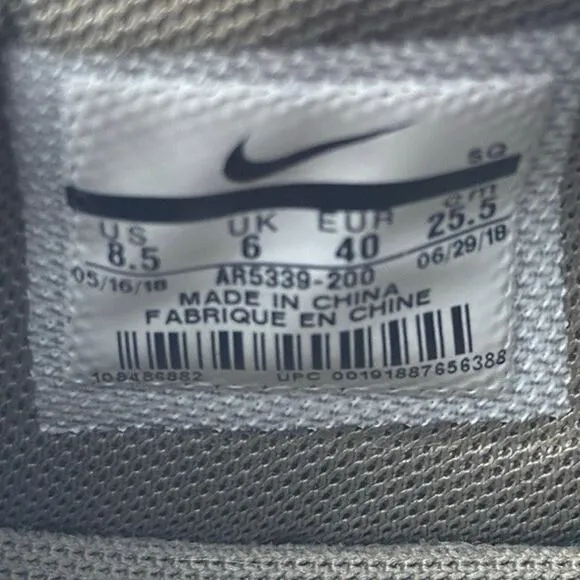 SQ
US UK EUR cm
8.5 6 40 25.5
05/16/18 AR5339-200 06/29/18
MADE IN CHINA
FABRIQUE EN CHINE
108486882 UPC 00191887656388